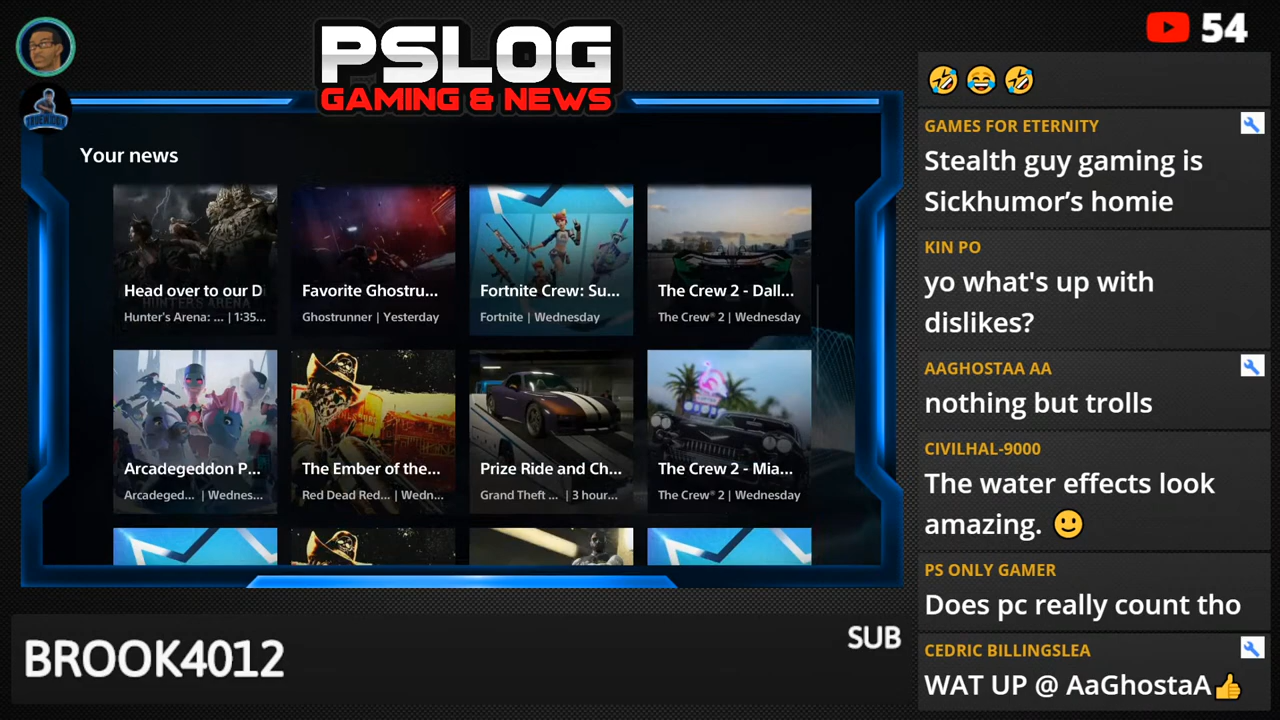 PSLOG
GAMING & NEWS
54
Your news
Head over to our D
Hunter's Arena: ... | 1:35...
Favorite Ghostru...
Ghostrunner | Yesterday
Fortnite Crew: Su...
Fortnite | Wednesday
The Crew 2 - Dall...
The Crew® 2 | Wednesday
Arcadegeddon P...
Arcadeged... | Wednes...
The Ember of the...
Red Dead Red... | Wedn...
Prize Ride and Ch...
Grand Theft ... | 3 hour...
The Crew 2 - Mia...
The Crew® 2 | Wednesday
🤣 😂 🤣
GAMES FOR ETERNITY
Stealth guy gaming is
Sickhumor’s homie
KIN PO
yo what's up with
dislikes?
AAGHOSTAA AA
nothing but trolls
CIVILHAL-9000
The water effects look
amazing. 🙂
PS ONLY GAMER
Does pc really count tho
CEDRIC BILLINGSLEA
WAT UP @ AaGhostaA👍
BROOK4012
SUB